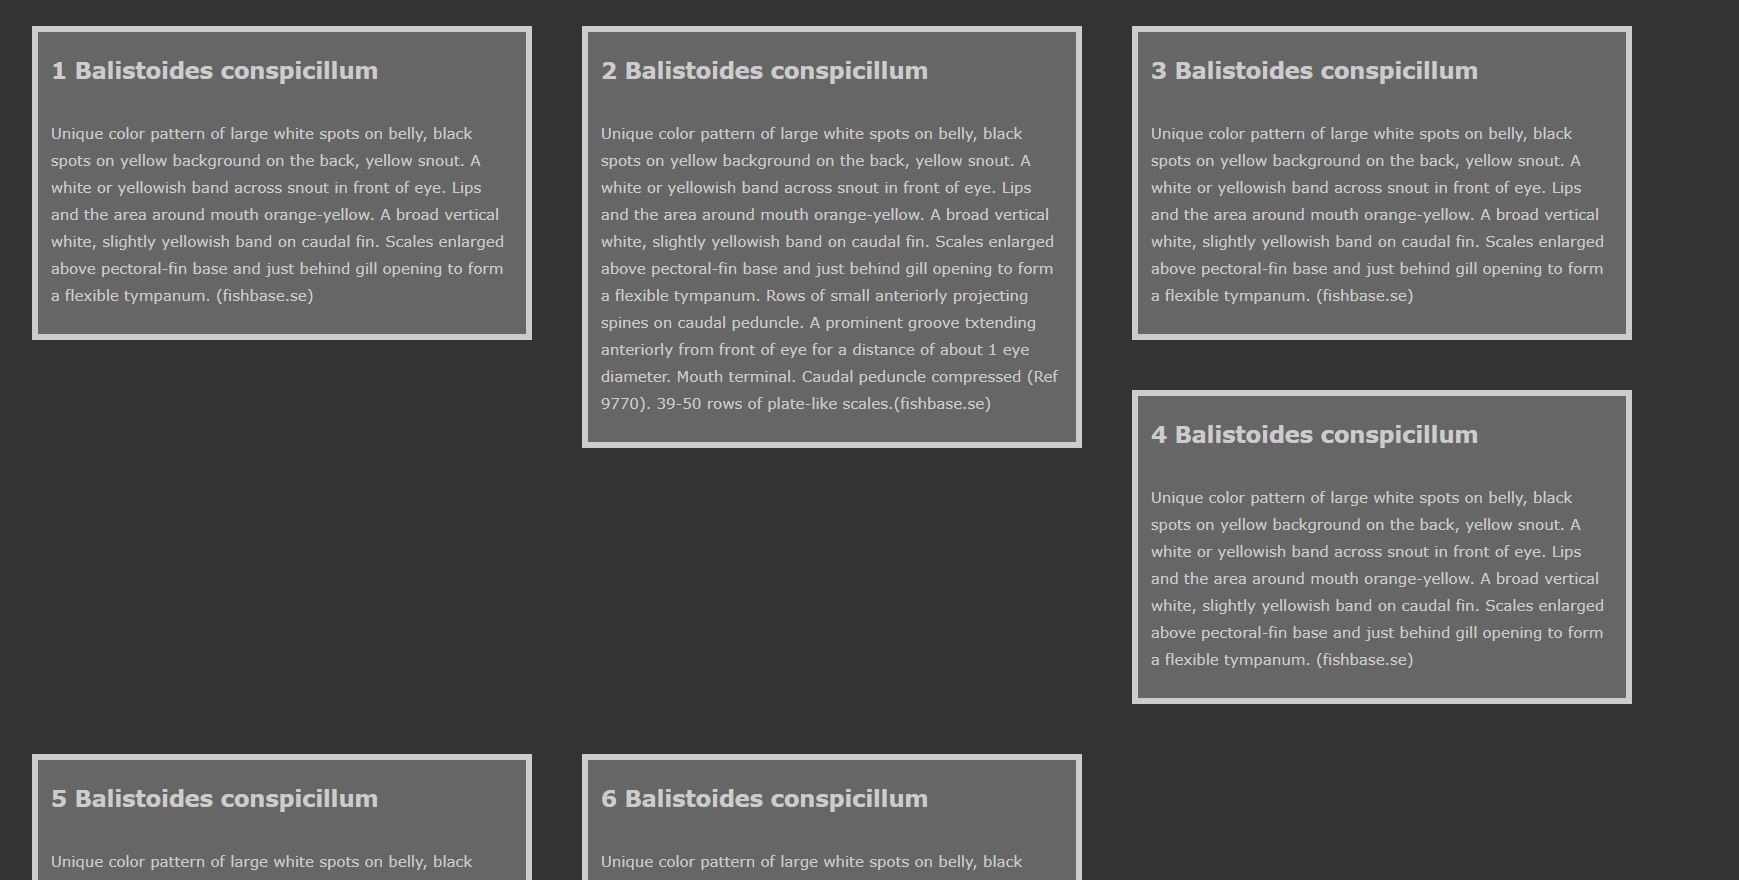 1 Balistoides conspicillum
Unique color pattern of large white spots on belly, black
spots on yellow background on the back, yellow snout. A
white or yellowish band across snout in front of eye. Lips
and the area around mouth orange-yellow. A broad vertical
white, slightly yellowish band on caudal fin. Scales enlarged
above pectoral-fin base and just behind gill opening to form
a flexible tympanum. (fishbase.se)
2 Balistoides conspicillum
Unique color pattern of large white spots on belly, black
spots on yellow background on the back, yellow snout. A
white or yellowish band across snout in front of eye. Lips
and the area around mouth orange-yellow. A broad vertical
white, slightly yellowish band on caudal fin. Scales enlarged
above pectoral-fin base and just behind gill opening to form
a flexible tympanum. Rows of small anteriorly projecting
spines on caudal peduncle. A prominent groove txtending
anteriorly from front of eye for a distance of about 1 eye
diameter. Mouth terminal. Caudal peduncle compressed (Ref
9770). 39-50 rows of plate-like scales.(fishbase.se)
3 Balistoides conspicillum
Unique color pattern of large white spots on belly, black
spots on yellow background on the back, yellow snout. A
white or yellowish band across snout in front of eye. Lips
and the area around mouth orange-yellow. A broad vertical
white, slightly yellowish band on caudal fin. Scales enlarged
above pectoral-fin base and just behind gill opening to form
a flexible tympanum. (fishbase.se)
4 Balistoides conspicillum
Unique color pattern of large white spots on belly, black
spots on yellow background on the back, yellow snout. A
white or yellowish band across snout in front of eye. Lips
and the area around mouth orange-yellow. A broad vertical
white, slightly yellowish band on caudal fin. Scales enlarged
above pectoral-fin base and just behind gill opening to form
a flexible tympanum. (fishbase.se)
5 Balistoides conspicillum
Unique color pattern of large white spots on belly, black
6 Balistoides conspicillum
Unique color pattern of large white spots on belly, black